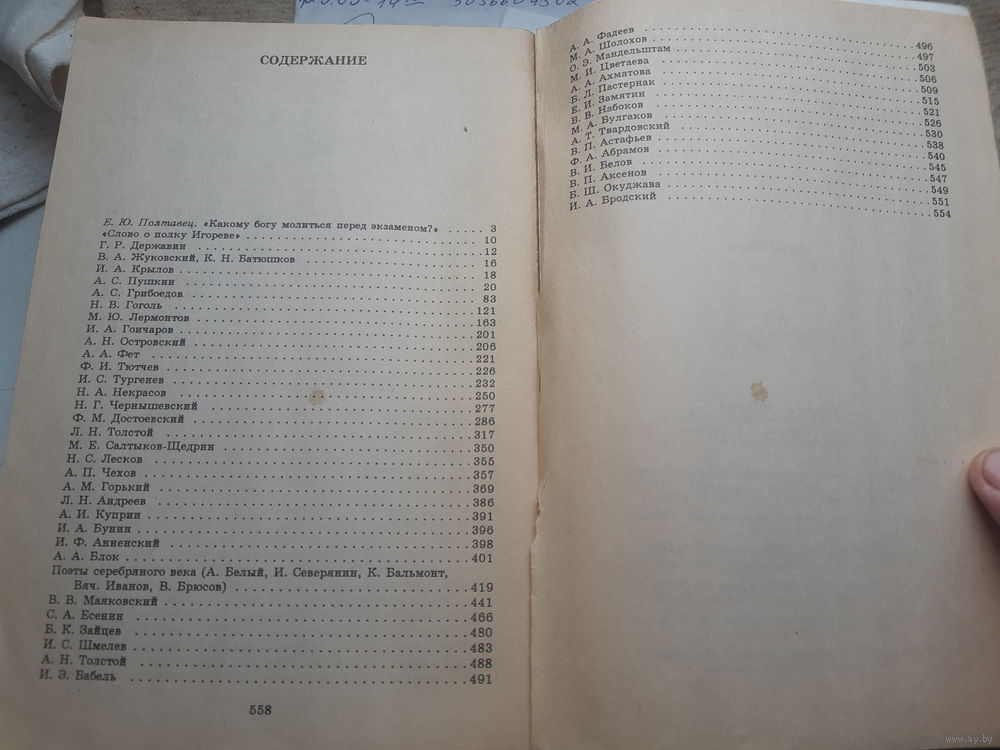 СОДЕРЖАНИЕ
Е. Ю. Полтавец. «Какому богу молиться перед экзаменом?» ..... 3
«Слово о полку Игореве» ..... 10
Г. Р. Державин ..... 12
В. А. Жуковский, К. Н. Батюшков ..... 16
И. А. Крылов ..... 18
А. С. Пушкин ..... 20
А. С. Грибоедов ..... 83
Н. В. Гоголь ..... 121
М. Ю. Лермонтов ..... 163
И. А. Гончаров ..... 201
А. Н. Островский ..... 206
А. А. Фет ..... 221
Ф. И. Тютчев ..... 226
И. С. Тургенев ..... 232
Н. А. Некрасов ..... 250
Н. Г. Чернышевский ..... 277
Ф. М. Достоевский ..... 286
Л. Н. Толстой ..... 317
М. Е. Салтыков-Щедрин ..... 350
Н. С. Лесков ..... 355
А. П. Чехов ..... 357
А. М. Горький ..... 369
Л. Н. Андреев ..... 386
А. И. Куприн ..... 391
И. А. Бунин ..... 396
И. Ф. Анненский ..... 398
А. А. Блок ..... 401
Поэты серебряного века (А. Белый, И. Северянин, К. Бальмонт,
Вяч. Иванов, В. Брюсов) ..... 419
В. В. Маяковский ..... 441
С. А. Есенин ..... 466
Б. К. Зайцев ..... 480
И. С. Шмелев ..... 483
А. Н. Толстой ..... 488
И. Э. Бабель ..... 491
558
А. А. Фадеев ..... 496
М. А. Шолохов ..... 497
О. Э. Мандельштам ..... 503
М. И. Цветаева ..... 506
А. А. Ахматова ..... 509
Б. Л. Пастернак ..... 515
Е. И. Замятин ..... 521
В. В. Набоков ..... 526
М. А. Булгаков ..... 530
А. Т. Твардовский ..... 538
В. П. Астафьев ..... 540
Ф. А. Абрамов ..... 545
В. И. Белов ..... 547
В. П. Аксенов ..... 549
Б. Ш. Окуджава ..... 551
И. А. Бродский ..... 554
www.ay.by